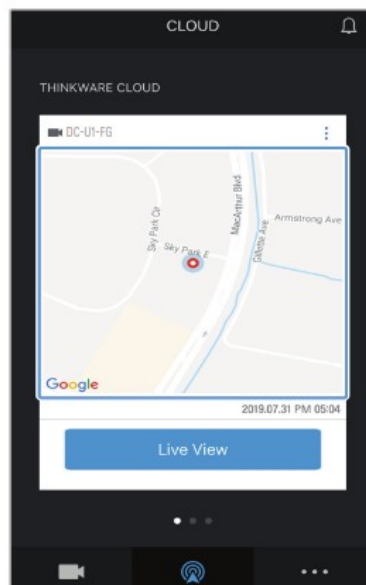 CLOUD
THINKWARE CLOUD
DC-U1-FG
Sky Park Cir
Sky Park E
MacArthur Blvd
Gillette Ave
Armstrong Ave
Google
2019.07.31 PM 05:04
Live View